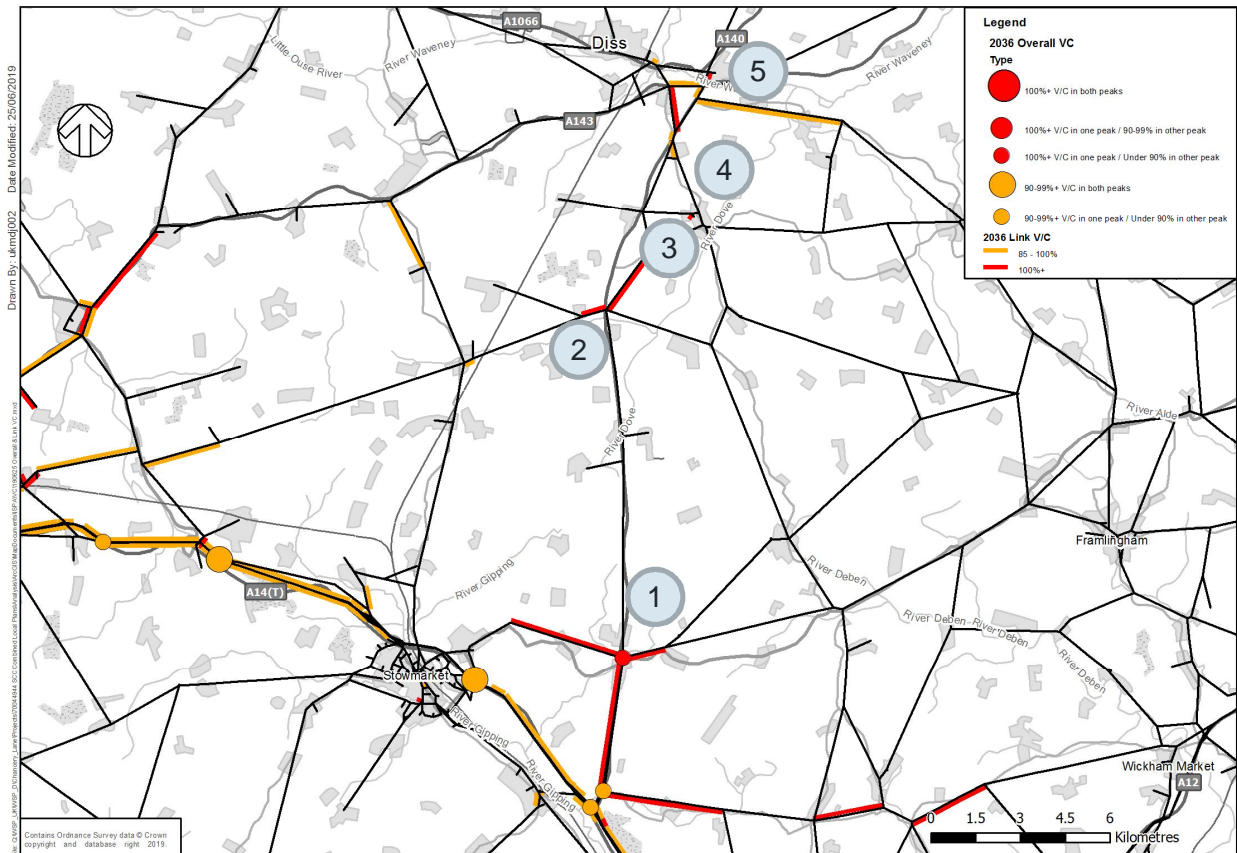 A1066
Diss
A140
Little Ouse River
River Waveney
River Waveney
5
A143
4
River Dove
3
2
River Dove
River Alde
Framlingham
River Gipping
1
River Deben
River Deben
River Deben
River Deben
A14(T)
Stowmarket
River Gipping
River Gipping
Wickham Market
A12
Legend
2036 Overall VC
Type
100%+ V/C in both peaks
100%+ V/C in one peak / 90-99% in other peak
100%+ V/C in one peak / Under 90% in other peak
90-99%+ V/C in both peaks
90-99%+ V/C in one peak / Under 90% in other peak
2036 Link V/C
85 - 100%
100%+
0 1.5 3 4.5 6
Kilometres
Drawn By: ukmdj002 Date Modified: 25/06/2019
Contains Ordnance Survey data © Crown
copyright and database right 2019.